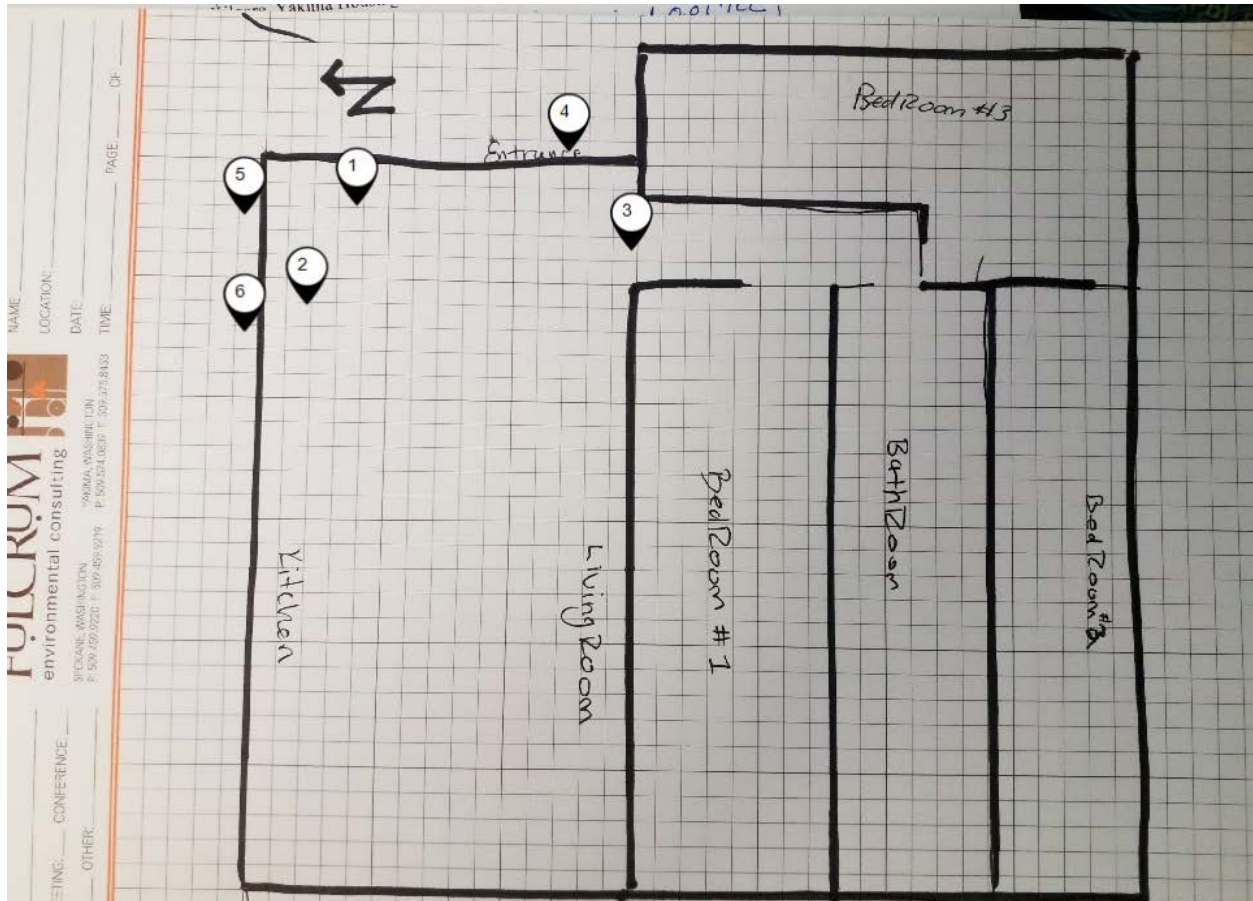 N
BedRoom #3
4
Entrance
5
1
3
2
6
Kitchen
Living Room
BedRoom #1
BathRoom
BedRoom
FULCRUM
environmental consulting
SPOKANE, WASHINGTON
YAKIMA, WASHINGTON
NAME
LOCATION:
DATE
TIME:
PAGE
OF
MEETING:
CONFERENCE
OTHER: